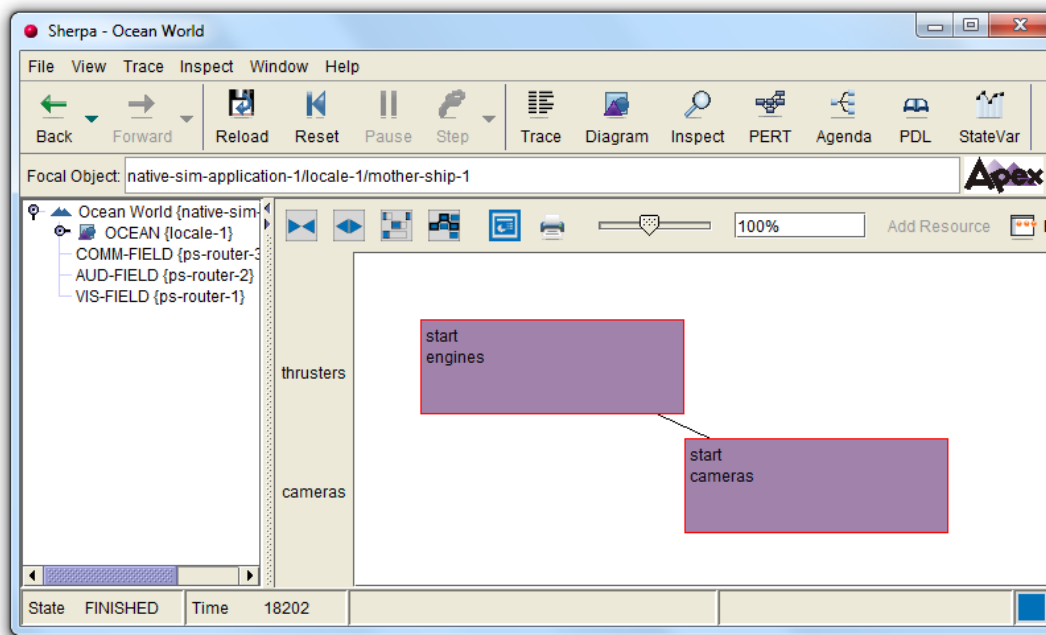 Sherpa - Ocean World
File View Trace Inspect Window Help
Back Forward Reload Reset Pause Step Trace Diagram Inspect PERT Agenda PDL StateVar
Focal Object: native-sim-application-1/locale-1/mother-ship-1
Apex
Ocean World {native-sim-
OCEAN {locale-1}
COMM-FIELD {ps-router-3
AUD-FIELD {ps-router-2}
VIS-FIELD {ps-router-1}
100% Add Resource
thrusters
start
engines
cameras
start
cameras
State FINISHED Time 18202